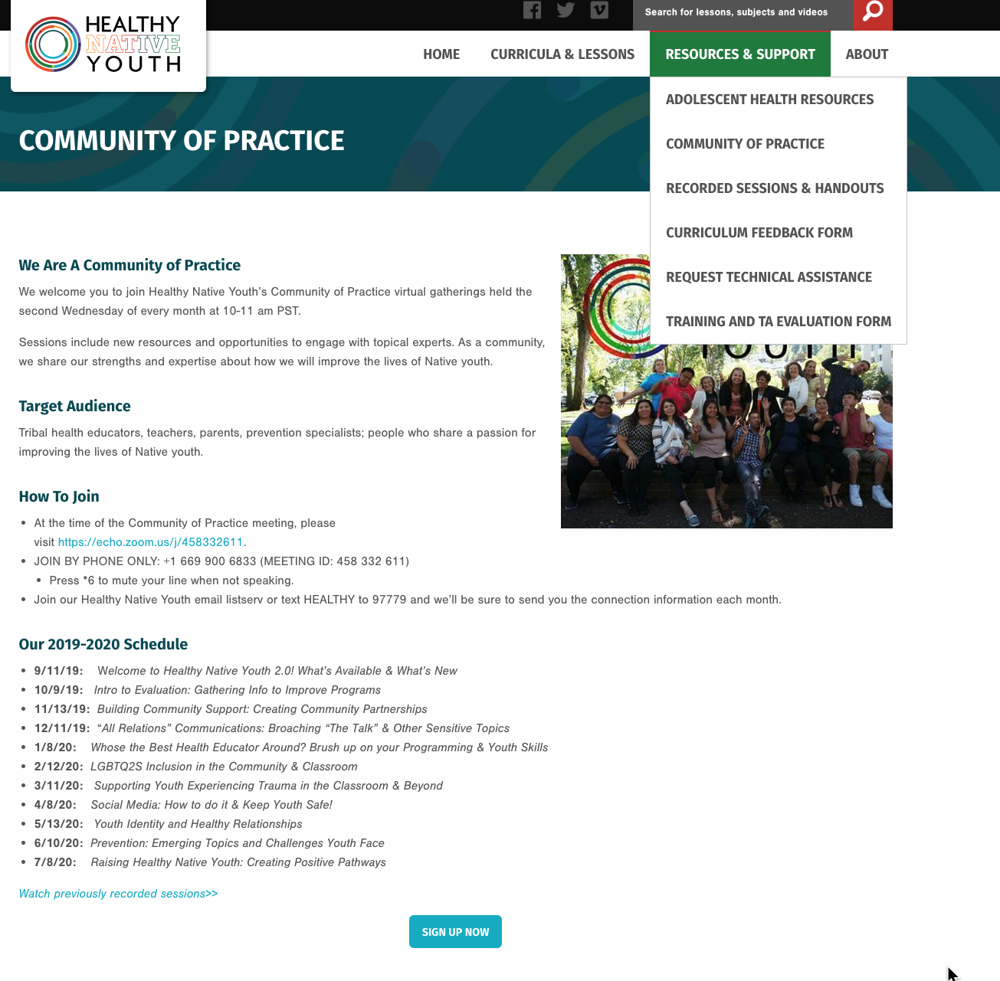 HEALTHY
NATIVE
YOUTH
Search for lessons, subjects and videos
HOME CURRICULA & LESSONS RESOURCES & SUPPORT ABOUT
ADOLESCENT HEALTH RESOURCES
COMMUNITY OF PRACTICE
RECORDED SESSIONS & HANDOUTS
CURRICULUM FEEDBACK FORM
REQUEST TECHNICAL ASSISTANCE
TRAINING AND TA EVALUATION FORM
COMMUNITY OF PRACTICE
We Are A Community of Practice
We welcome you to join Healthy Native Youth’s Community of Practice virtual gatherings held the
second Wednesday of every month at 10-11 am PST.
Sessions include new resources and opportunities to engage with topical experts. As a community,
we share our strengths and expertise about how we will improve the lives of Native youth.
YOUTH
Target Audience
Tribal health educators, teachers, parents, prevention specialists; people who share a passion for
improving the lives of Native youth.
How To Join
• At the time of the Community of Practice meeting, please
visit https://echo.zoom.us/j/458332611.
• JOIN BY PHONE ONLY: +1 669 900 6833 (MEETING ID: 458 332 611)
• Press *6 to mute your line when not speaking.
• Join our Healthy Native Youth email listserv or text HEALTHY to 97779 and we’ll be sure to send you the connection information each month.
Our 2019-2020 Schedule
• 9/11/19: Welcome to Healthy Native Youth 2.0! What’s Available & What’s New
• 10/9/19: Intro to Evaluation: Gathering Info to Improve Programs
• 11/13/19: Building Community Support: Creating Community Partnerships
• 12/11/19: “All Relations” Communications: Broaching “The Talk” & Other Sensitive Topics
• 1/8/20: Whose the Best Health Educator Around? Brush up on your Programming & Youth Skills
• 2/12/20: LGBTQ2S Inclusion in the Community & Classroom
• 3/11/20: Supporting Youth Experiencing Trauma in the Classroom & Beyond
• 4/8/20: Social Media: How to do it & Keep Youth Safe!
• 5/13/20: Youth Identity and Healthy Relationships
• 6/10/20: Prevention: Emerging Topics and Challenges Youth Face
• 7/8/20: Raising Healthy Native Youth: Creating Positive Pathways
Watch previously recorded sessions>>
SIGN UP NOW